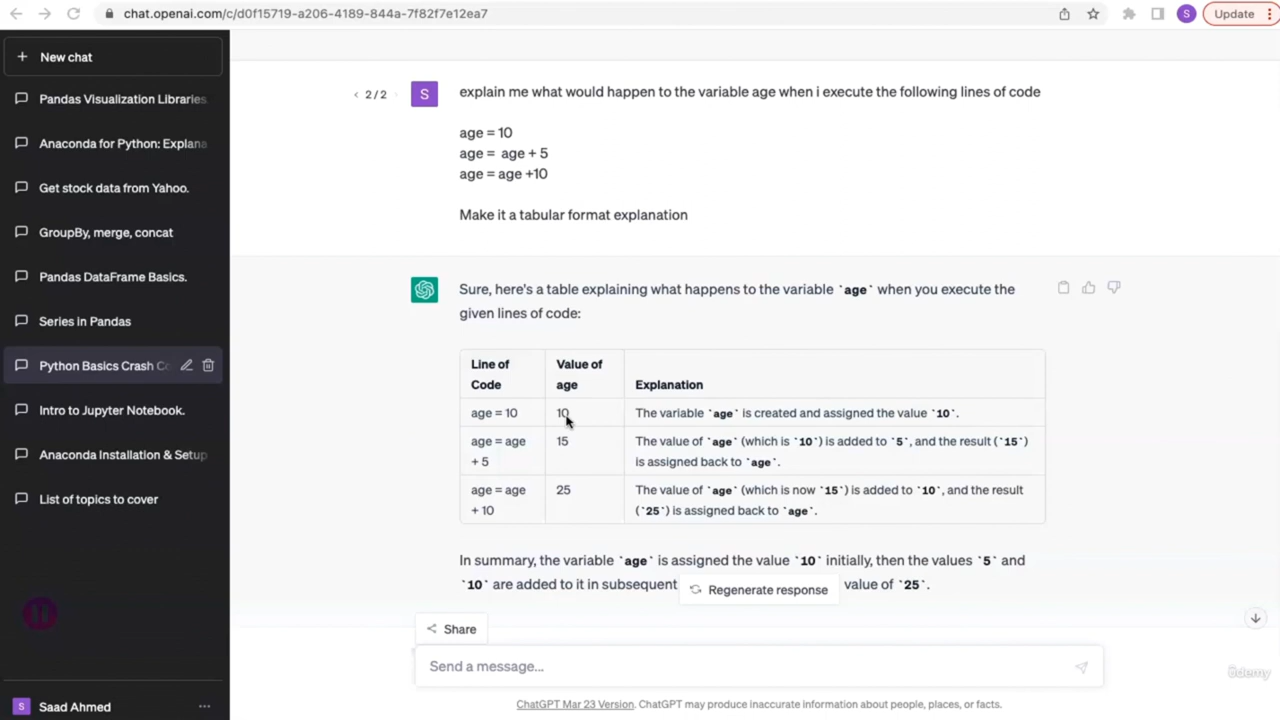 chat.openai.com/c/d0f15719-a206-4189-844a-7f82f7e12ea7
S
Update
+ New chat
Pandas Visualization Libraries
Anaconda for Python: Explana
Get stock data from Yahoo.
GroupBy, merge, concat
Pandas DataFrame Basics.
Series in Pandas
Python Basics Crash Co
Intro to Jupyter Notebook.
Anaconda Installation & Setup
List of topics to cover
S
Saad Ahmed
...
< 2 / 2 >
S
explain me what would happen to the variable age when i execute the following lines of code
age = 10
age =  age + 5
age = age +10
Make it a tabular format explanation
Sure, here's a table explaining what happens to the variable `age` when you execute the
given lines of code:
Line of Code
Value of age
Explanation
age = 10
10
The variable `age` is created and assigned the value `10`.
age = age
+ 5
15
The value of `age` (which is `10`) is added to `5`, and the result (`15`)
is assigned back to `age`.
age = age
+ 10
25
The value of `age` (which is now `15`) is added to `10`, and the result
(`25`) is assigned back to `age`.
In summary, the variable `age` is assigned the value `10` initially, then the values `5` and
`10` are added to it in subsequent
value of `25`.
Regenerate response
Share
Send a message...
ChatGPT Mar 23 Version. ChatGPT may produce inaccurate information about people, places, or facts.
ûdemy